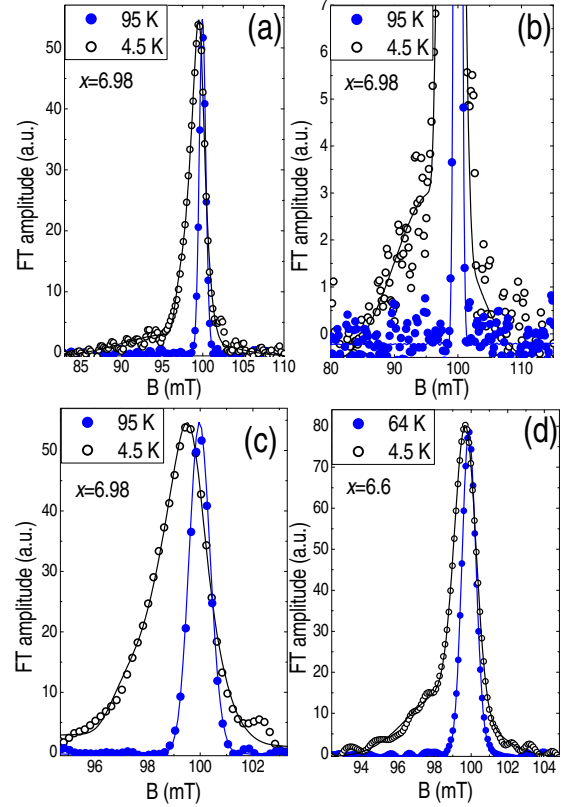 (a)
95 K
4.5 K
x=6.98
50
40
30
20
10
0
FT amplitude (a.u.)
85 90 95 100 105 110
B (mT)
(b)
95 K
4.5 K
x=6.98
7
6
5
4
3
2
1
0
FT amplitude (a.u.)
80 90 100 110
B (mT)
(c)
95 K
4.5 K
x=6.98
50
40
30
20
10
0
FT amplitude (a.u.)
96 98 100 102
B (mT)
(d)
64 K
4.5 K
x=6.6
80
70
60
50
40
30
20
10
0
FT amplitude (a.u.)
94 96 98 100 102 104
B (mT)